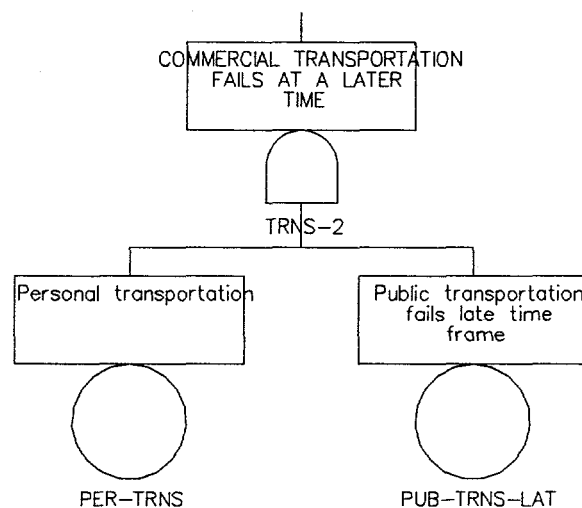 COMMERCIAL TRANSPORTATION
FAILS AT A LATER
TIME
TRNS-2
Personal transportation
Public transportation
fails late time
frame
PER-TRNS
PUB-TRNS-LAT